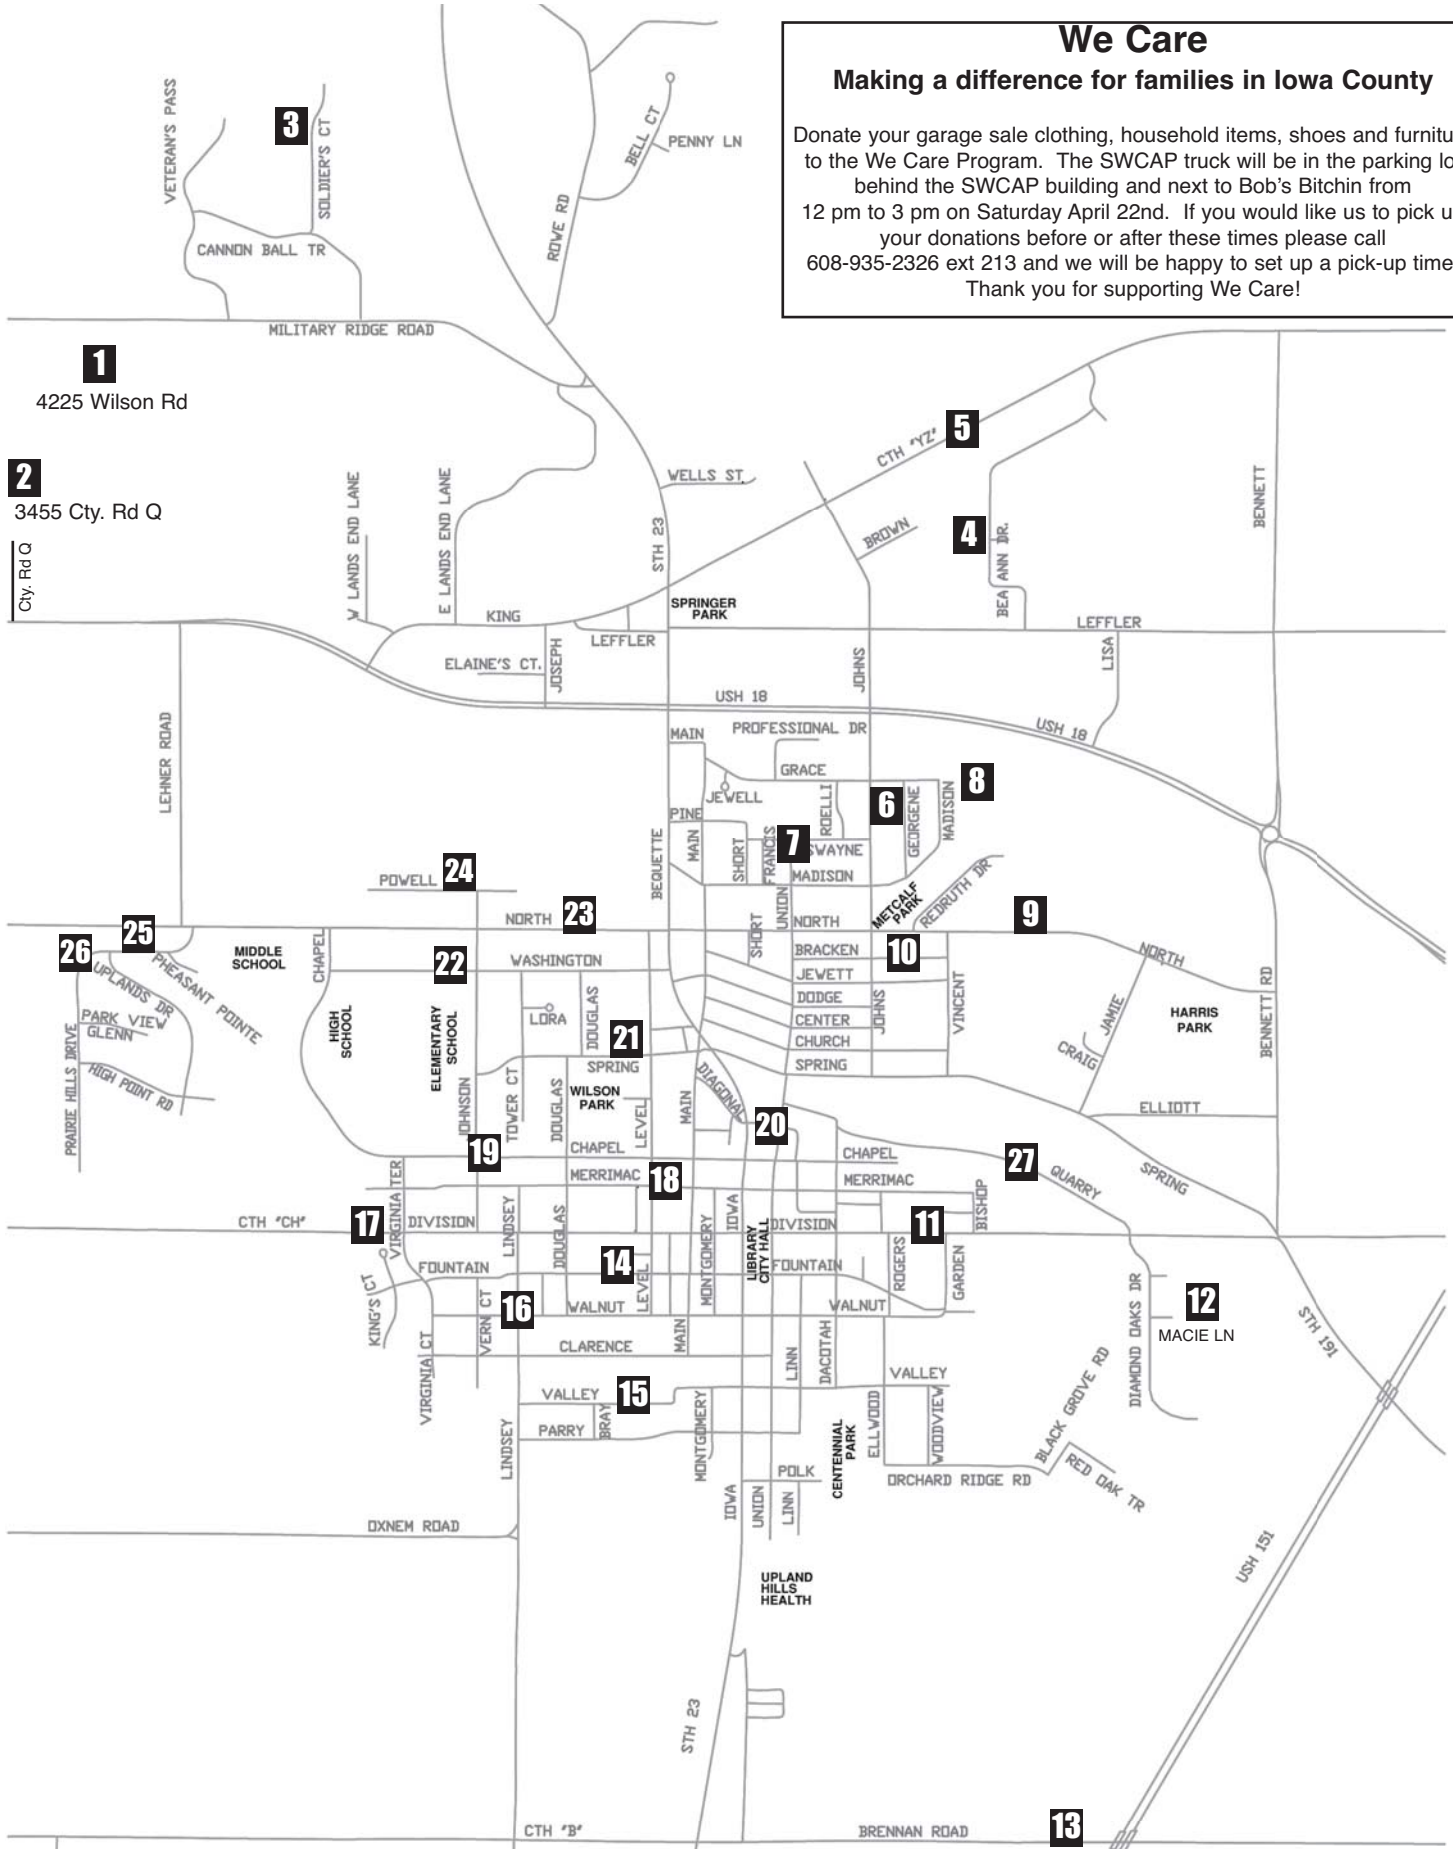 We Care
Making a difference for families in Iowa County
Donate your garage sale clothing, household items, shoes and furnitu
to the We Care Program. The SWCAP truck will be in the parking lo
behind the SWCAP building and next to Bob's Bitchin from
12 pm to 3 pm on Saturday April 22nd. If you would like us to pick u
your donations before or after these times please call
608-935-2326 ext 213 and we will be happy to set up a pick-up time
Thank you for supporting We Care!
VETERAN'S PASS
3
SOLDIER'S CT
CANNON BALL TR
BELL CT
PENNY LN
ROWE RD
MILITARY RIDGE ROAD
1
4225 Wilson Rd
2
3455 Cty. Rd Q
Cty. Rd Q
W LANDS END LANE
E LANDS END LANE
WELLS ST.
STH 23
CTH "YZ"
5
BROWN
4
BEA ANN DR.
BENNETT
KING
SPRINGER
PARK
LEFFLER
LEFFLER
ELAINE'S CT.
JOSEPH
JOHNS
LISA
USH 18
USH 18
LEHNER ROAD
MAIN
PROFESSIONAL DR
GRACE
JEWELL
ROELLI
6
GEORGENE
MADISON
8
PINE
BEQUETTE
MAIN
SHORT
FRANCIS
7
SWAYNE
MADISON
POWELL
24
UNION
METCALF
PARK
REDRUTH DR
NORTH
23
SHORT
NORTH
9
26
25
PHEASANT POINTE
UPLANDS DR
MIDDLE
SCHOOL
CHAPEL
22
WASHINGTON
BRACKEN
10
JEWETT
DODGE
CENTER
CHURCH
SPRING
JOHNS
VINCENT
NORTH
JAMIE
CRAIG
HARRIS
PARK
BENNETT RD
PARK VIEW
GLENN
HIGH POINT RD
PRAIRIE HILLS DRIVE
HIGH
SCHOOL
ELEMENTARY
SCHOOL
LORA
DOUGLAS
21
SPRING
JOHNSON
TOWER CT
DOUGLAS
WILSON
PARK
LEVEL
MAIN
DIAGONAL
20
ELLIOTT
19
CHAPEL
CHAPEL
27
QUARRY
SPRING
MERRIMAC
18
MERRIMAC
BISHOP
CTH "CH"
17
VIRGINIA TER
DIVISION
LINDSEY
DOUGLAS
MONTGOMERY
IOWA
LIBRARY
CITY HALL
DIVISION
11
ROGERS
GARDEN
FOUNTAIN
14
LEVEL
FOUNTAIN
KING'S CT
VERN CT
16
WALNUT
WALNUT
12
MACIE LN
DIAMOND OAKS DR
STH 191
VIRGINIA CT
CLARENCE
MAIN
LINN
DACOTAH
VALLEY
VALLEY
15
BRAY
PARRY
LINDSEY
MONTGOMERY
CENTENNIAL
PARK
ELLWOOD
WOODVIEW
BLACK GROVE RD
RED OAK TR
ORCHARD RIDGE RD
POLK
IOWA
UNION
LINN
OXNEM ROAD
UPLAND
HILLS
HEALTH
USH 151
STH 23
CTH "B"
BRENNAN ROAD
13